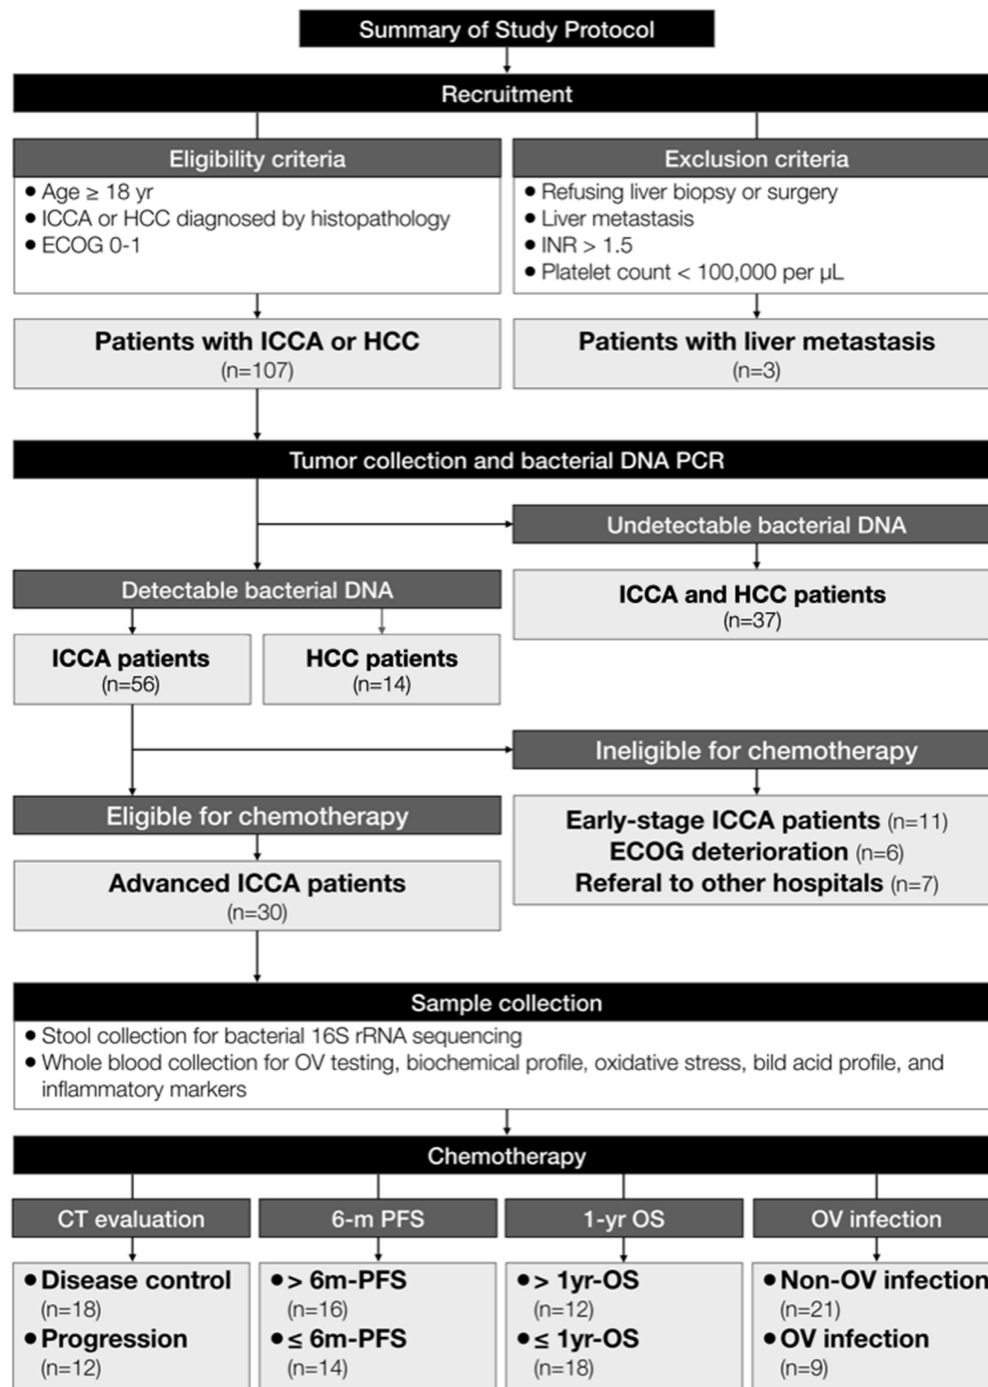 Summary of Study Protocol
Recruitment
Eligibility criteria
● Age ≥ 18 yr
● ICCA or HCC diagnosed by histopathology
● ECOG 0-1
Exclusion criteria
● Refusing liver biopsy or surgery
● Liver metastasis
● INR > 1.5
● Platelet count < 100,000 per µL
Patients with ICCA or HCC
(n=107)
Patients with liver metastasis
(n=3)
Tumor collection and bacterial DNA PCR
Undetectable bacterial DNA
ICCA and HCC patients
(n=37)
Detectable bacterial DNA
ICCA patients
(n=56)
HCC patients
(n=14)
Ineligible for chemotherapy
Early-stage ICCA patients (n=11)
ECOG deterioration (n=6)
Referal to other hospitals (n=7)
Eligible for chemotherapy
Advanced ICCA patients
(n=30)
Sample collection
● Stool collection for bacterial 16S rRNA sequencing
● Whole blood collection for OV testing, biochemical profile, oxidative stress, bild acid profile, and
inflammatory markers
Chemotherapy
CT evaluation
● Disease control
(n=18)
● Progression
(n=12)
6-m PFS
● > 6m-PFS
(n=16)
● ≤ 6m-PFS
(n=14)
1-yr OS
● > 1yr-OS
(n=12)
● ≤ 1yr-OS
(n=18)
OV infection
● Non-OV infection
(n=21)
● OV infection
(n=9)